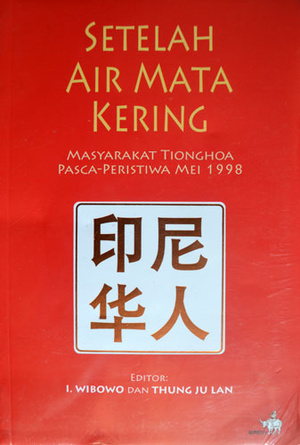 SETELAH
AIR MATA
KERING
MASYARAKAT TIONGHOA
PASCA-PERISTIWA MEI 1998
印尼
华人
EDITOR:
I. WIBOWO DAN THUNG JU LAN